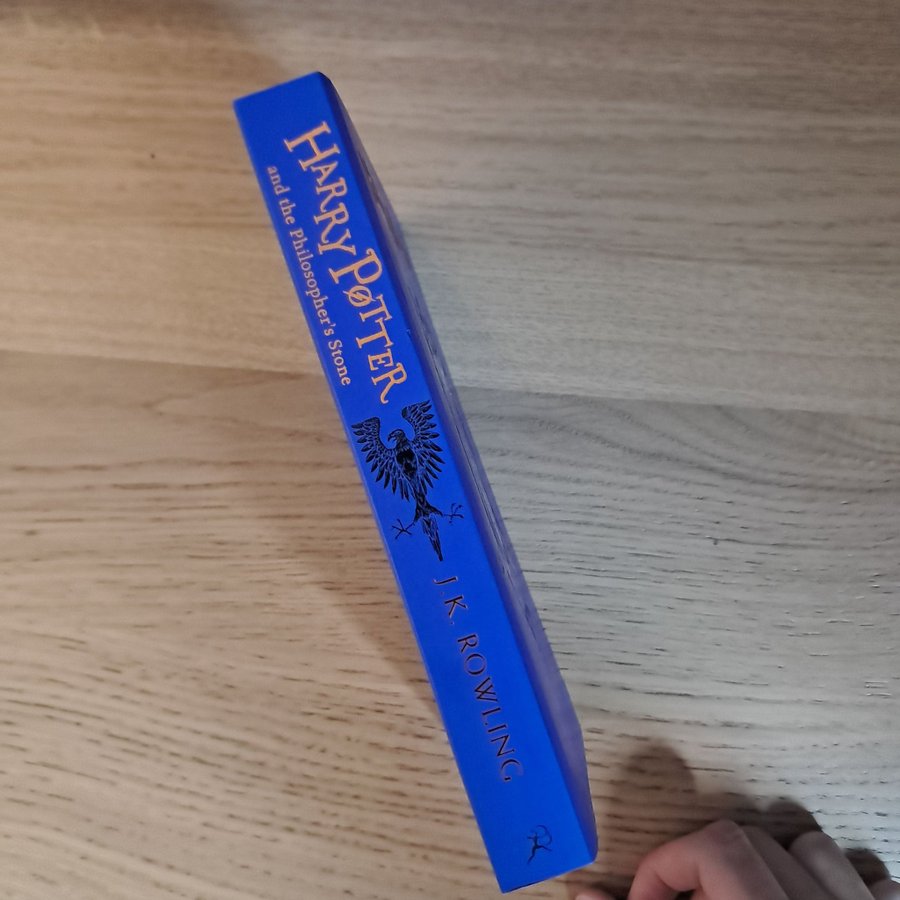 HARRY POTTER
and the Philosopher's Stone
J.K. ROWLING